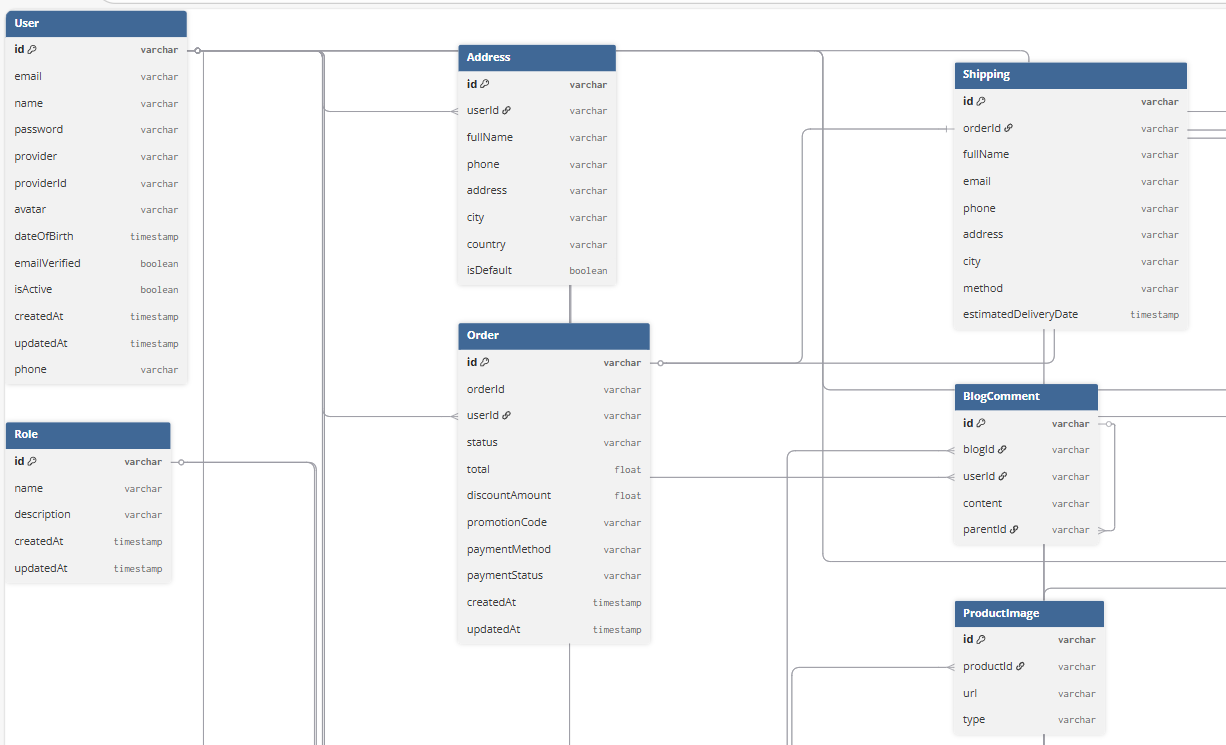 User
id varchar
email varchar
name varchar
password varchar
provider varchar
providerId varchar
avatar varchar
dateOfBirth timestamp
emailVerified boolean
isActive boolean
createdAt timestamp
updatedAt timestamp
phone varchar
Role
id varchar
name varchar
description varchar
createdAt timestamp
updatedAt timestamp
Address
id varchar
userId varchar
fullName varchar
phone varchar
address varchar
city varchar
country varchar
isDefault boolean
Order
id varchar
orderId varchar
userId varchar
status varchar
total float
discountAmount float
promotionCode varchar
paymentMethod varchar
paymentStatus varchar
createdAt timestamp
updatedAt timestamp
Shipping
id varchar
orderId varchar
fullName varchar
email varchar
phone varchar
address varchar
city varchar
method varchar
estimatedDeliveryDate timestamp
BlogComment
id varchar
blogId varchar
userId varchar
content varchar
parentId varchar
ProductImage
id varchar
productId varchar
url varchar
type varchar